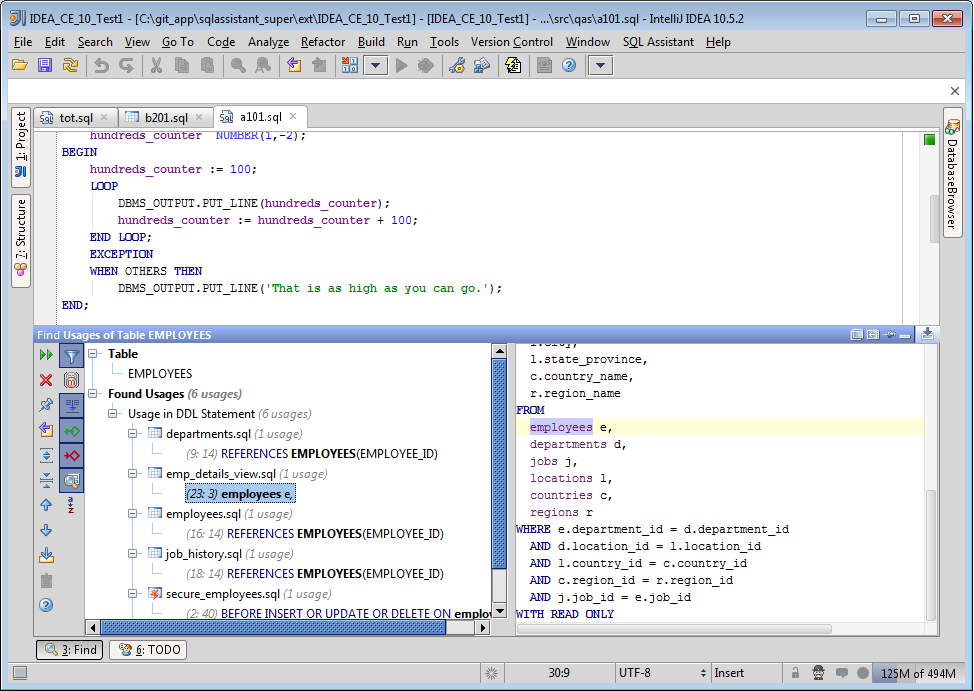 IDEA_CE_10_Test1 - [C:\git_app\sqlassistant_super\ext\IDEA_CE_10_Test1] - [IDEA_CE_10_Test1] - ...\src\qas\a101.sql - IntelliJ IDEA 10.5.2
File Edit Search View Go To Code Analyze Refactor Build Run Tools Version Control Window SQL Assistant Help
1: Project
7: Structure
DatabaseBrowser
tot.sql b201.sql a101.sql
hundreds_counter NUMBER(1,-2);
BEGIN
hundreds_counter := 100;
LOOP
DBMS_OUTPUT.PUT_LINE(hundreds_counter);
hundreds_counter := hundreds_counter + 100;
END LOOP;
EXCEPTION
WHEN OTHERS THEN
DBMS_OUTPUT.PUT_LINE('That is as high as you can go.');
END;
Find Usages of Table EMPLOYEES
Table
EMPLOYEES
Found Usages (6 usages)
Usage in DDL Statement (6 usages)
departments.sql (1 usage)
(9: 14) REFERENCES EMPLOYEES(EMPLOYEE_ID)
emp_details_view.sql (1 usage)
(23: 3) employees e,
employees.sql (1 usage)
(16: 14) REFERENCES EMPLOYEES(EMPLOYEE_ID)
job_history.sql (1 usage)
(18: 14) REFERENCES EMPLOYEES(EMPLOYEE_ID)
secure_employees.sql (1 usage)
(2: 40) BEFORE INSERT OR UPDATE OR DELETE ON emplo
l.city,
l.state_province,
c.country_name,
r.region_name
FROM
employees e,
departments d,
jobs j,
locations l,
countries c,
regions r
WHERE e.department_id = d.department_id
AND d.location_id = l.location_id
AND l.country_id = c.country_id
AND c.region_id = r.region_id
AND j.job_id = e.job_id
WITH READ ONLY
3: Find 6: TODO
30:9 UTF-8 Insert 125M of 494M